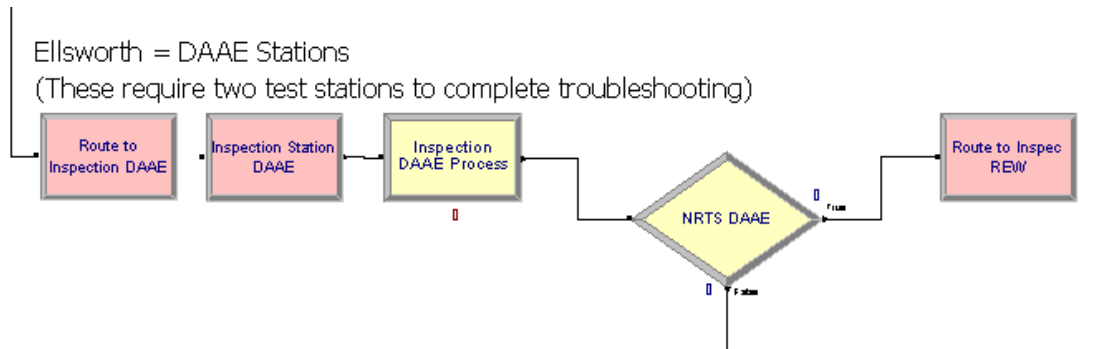 Ellsworth = DAAE Stations
(These require two test stations to complete troubleshooting)
Route to
Inspection DAAE
Inspection Station
DAAE
Inspection
DAAE Process
0
NRTS DAAE
0
True
0
False
Route to Inspec
REW